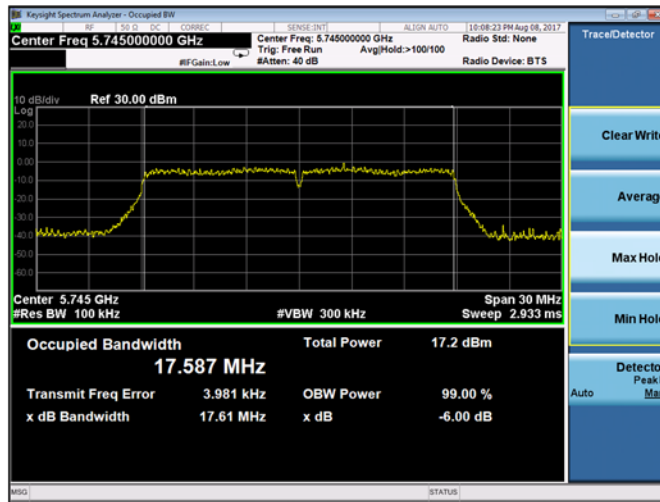 Keysight Spectrum Analyzer - Occupied BW
RF 50 Ω DC CORREC SENSE:INT ALIGN AUTO 10:08:23 PM Aug 08, 2017
Center Freq 5.745000000 GHz Center Freq: 5.745000000 GHz Radio Std: None Trace/Detector
Trig: Free Run Avg|Hold:>100/100
#IFGain:Low #Atten: 40 dB Radio Device: BTS
10 dB/div Ref 30.00 dBm
Log
20.0
10.0
0.00
-10.0
-20.0
-30.0
-40.0
-50.0
-60.0
Center 5.745 GHz Span 30 MHz
#Res BW 100 kHz #VBW 300 kHz Sweep 2.933 ms
Occupied Bandwidth Total Power 17.2 dBm
17.587 MHz
Transmit Freq Error 3.981 kHz OBW Power 99.00 %
x dB Bandwidth 17.61 MHz x dB -6.00 dB
Clear Write
Average
Max Hold
Min Hold
Detector
Peak
Auto Ma
MSG STATUS